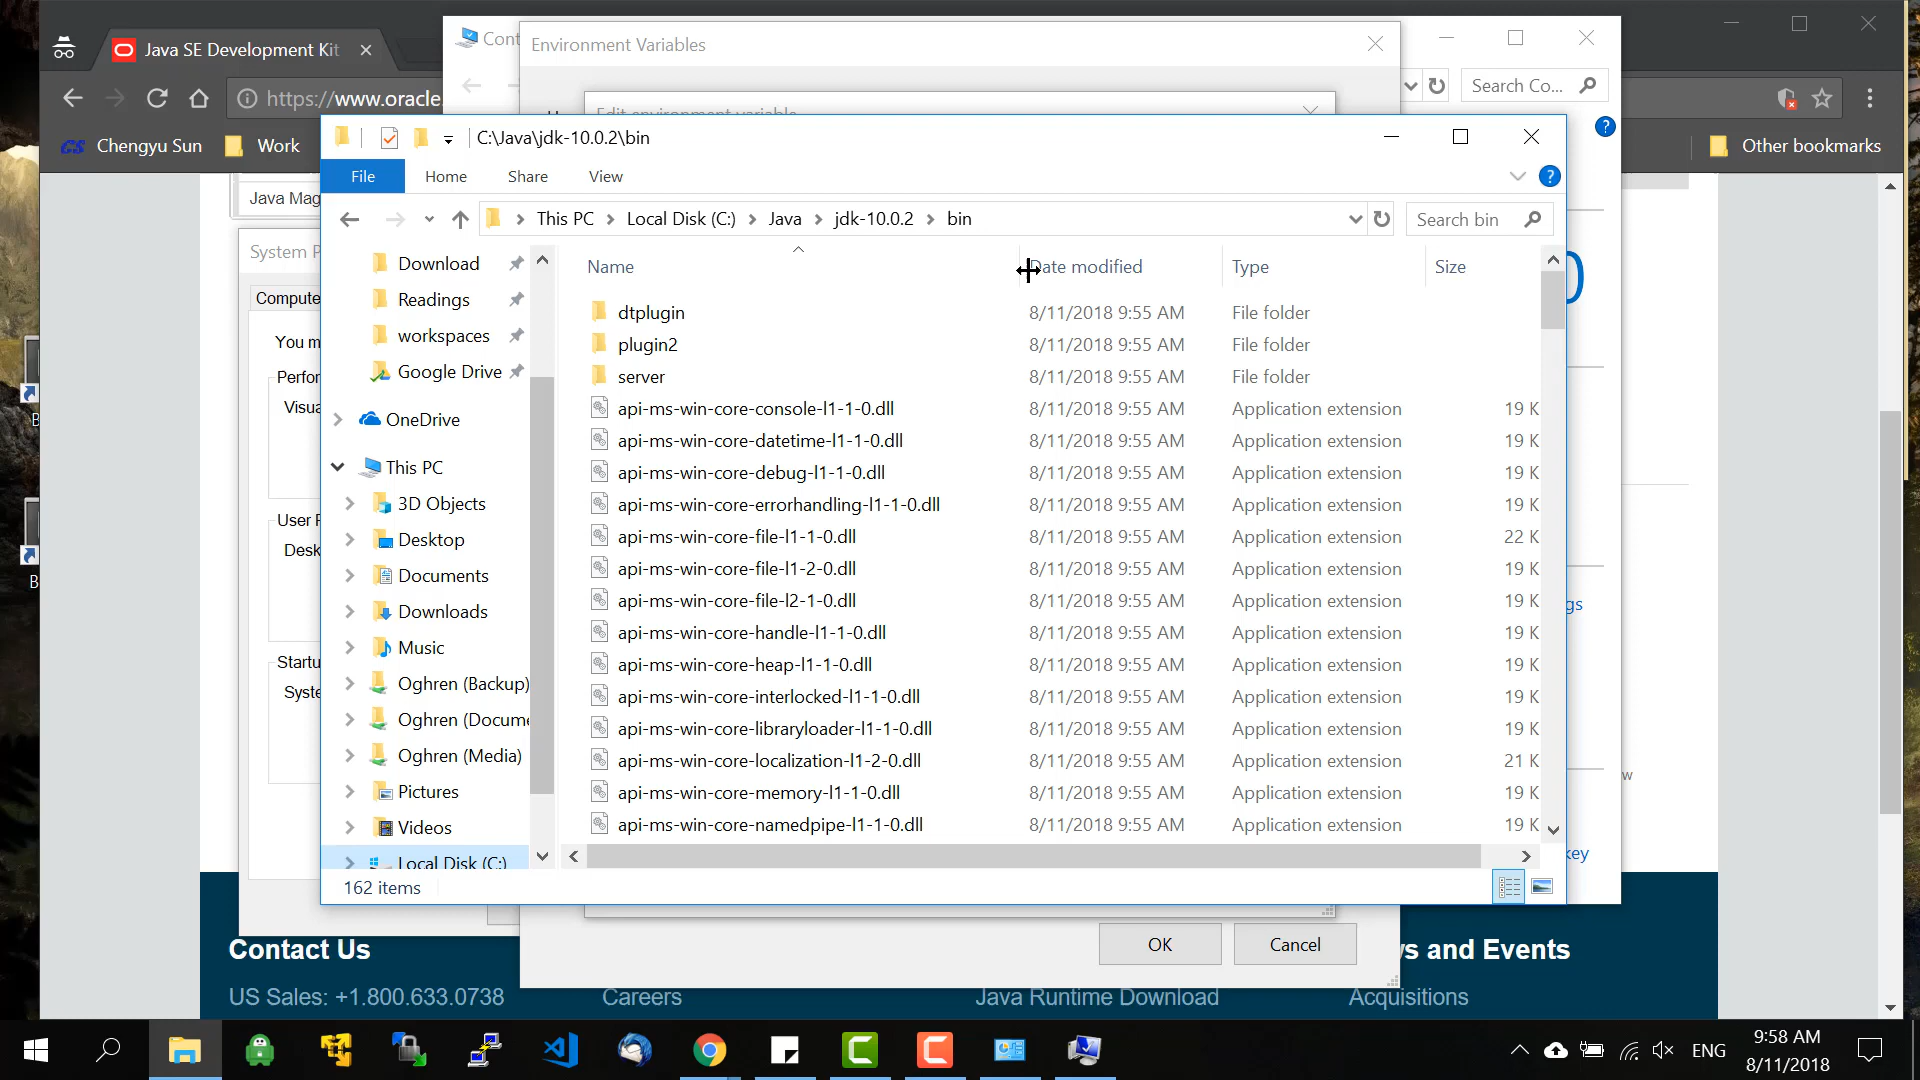 Java SE Development Kit
Cont
Environment Variables
https://www.oracle.
Search Co...
Edit environment variable
Chengyu Sun
Work
Other bookmarks
C:\Java\jdk-10.0.2\bin
File
Home
Share
View
Java Mag
This PC
Local Disk (C:)
Java
jdk-10.0.2
bin
Search bin
System P
Compute
You m
Perfor
Visua
User P
Desk
Startu
Syste
Download
Readings
workspaces
Google Drive
OneDrive
This PC
3D Objects
Desktop
Documents
Downloads
Music
Oghren (Backup)
Oghren (Docume
Oghren (Media)
Pictures
Videos
Local Disk (C:)
Name
Date modified
Type
Size
dtplugin 8/11/2018 9:55 AM File folder
plugin2 8/11/2018 9:55 AM File folder
server 8/11/2018 9:55 AM File folder
api-ms-win-core-console-l1-1-0.dll 8/11/2018 9:55 AM Application extension 19 K
api-ms-win-core-datetime-l1-1-0.dll 8/11/2018 9:55 AM Application extension 19 K
api-ms-win-core-debug-l1-1-0.dll 8/11/2018 9:55 AM Application extension 19 K
api-ms-win-core-errorhandling-l1-1-0.dll 8/11/2018 9:55 AM Application extension 19 K
api-ms-win-core-file-l1-1-0.dll 8/11/2018 9:55 AM Application extension 22 K
api-ms-win-core-file-l1-2-0.dll 8/11/2018 9:55 AM Application extension 19 K
api-ms-win-core-file-l2-1-0.dll 8/11/2018 9:55 AM Application extension 19 K
api-ms-win-core-handle-l1-1-0.dll 8/11/2018 9:55 AM Application extension 19 K
api-ms-win-core-heap-l1-1-0.dll 8/11/2018 9:55 AM Application extension 19 K
api-ms-win-core-interlocked-l1-1-0.dll 8/11/2018 9:55 AM Application extension 19 K
api-ms-win-core-libraryloader-l1-1-0.dll 8/11/2018 9:55 AM Application extension 19 K
api-ms-win-core-localization-l1-2-0.dll 8/11/2018 9:55 AM Application extension 21 K
api-ms-win-core-memory-l1-1-0.dll 8/11/2018 9:55 AM Application extension 19 K
api-ms-win-core-namedpipe-l1-1-0.dll 8/11/2018 9:55 AM Application extension 19 K
162 items
gs
w
key
OK
Cancel
Contact Us
US Sales: +1.800.633.0738
Careers
Java Runtime Download
s and Events
Acquisitions
ENG
9:58 AM
8/11/2018